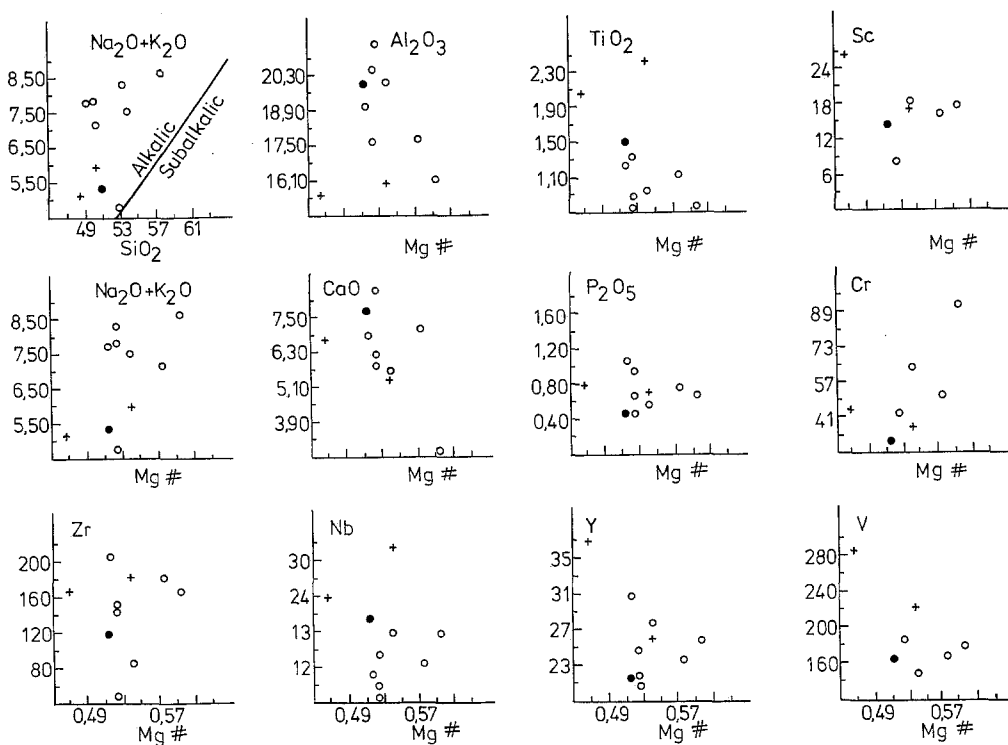 Na₂O+K₂O
8,50
7,50
6,50
5,50
Alkalic
Subalkalic
49 53 57 61
SiO₂
Al₂O₃
20,30
18,90
17,50
16,10
Mg #
TiO₂
2,30
1,90
1,50
1,10
Mg #
Sc
24
18
12
6
Mg #
Na₂O+K₂O
8,50
7,50
6,50
5,50
Mg #
CaO
7,50
6,30
5,10
3,90
Mg #
P₂O₅
1,60
1,20
0,80
0,40
Mg #
Cr
89
73
57
41
Mg #
Zr
200
160
120
80
0,49 0,57
Mg #
Nb
30
24
13
12
0,49 0,57
Mg #
Y
35
31
27
23
0,49 0,57
Mg #
V
280
240
200
160
0,49 0,57
Mg #